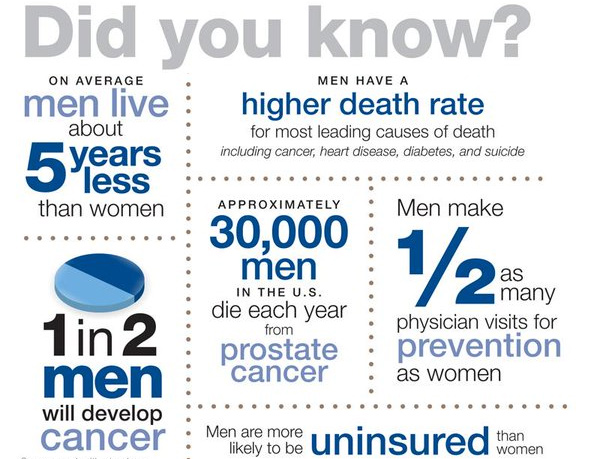 Did you know?
ON AVERAGE
men live
about
5 years
less
than women
MEN HAVE A
higher death rate
for most leading causes of death
including cancer, heart disease, diabetes, and suicide
APPROXIMATELY
30,000
men
IN THE U.S.
die each year
from
prostate
cancer
Men make
1/2 as
many
physician visits for
prevention
as women
1 in 2
men
will develop
cancer
Men are more
likely to be
uninsured
than
women